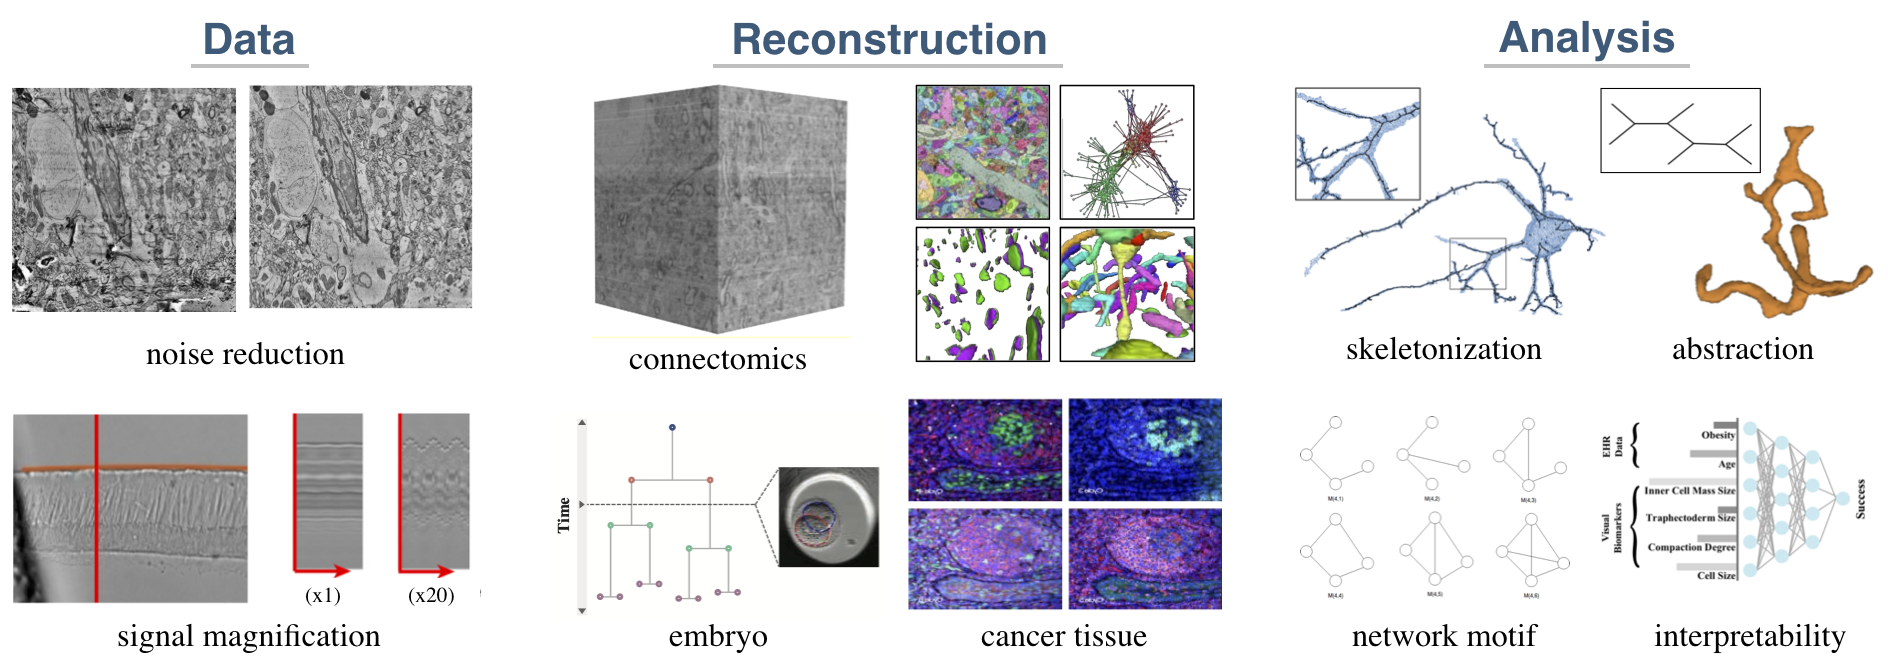 Data
Reconstruction
Analysis
noise reduction
connectomics
skeletonization
abstraction
(x1)
(x20)
signal magnification
Time
embryo
cancer tissue
M(4,1)
M(4,2)
M(4,3)
M(4,4)
M(4,5)
M(4,6)
network motif
EHR
Data
Visual
Biomarkers
Obesity
Age
Inner Cell Mass Size
Traphectoderm Size
Compaction Degree
Cell Size
Success
interpretability